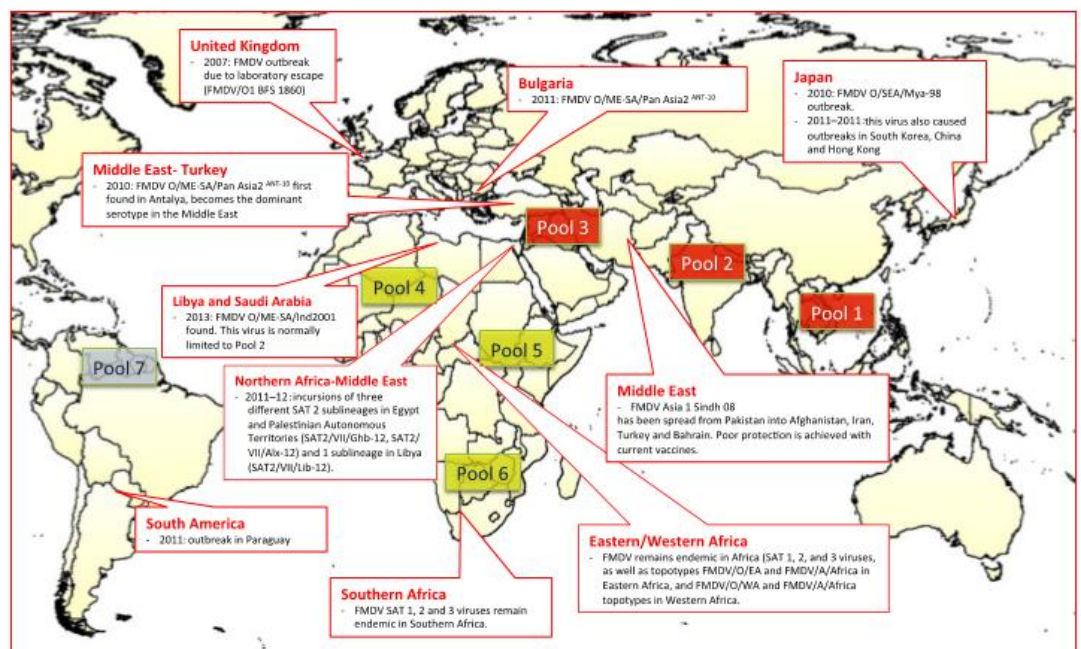 United Kingdom
- 2007: FMDV outbreak
due to laboratory escape
(FMDV/O1 BFS 1860)
Bulgaria
- 2011: FMDV O/ME-SA/Pan Asia2 ANT-10
Japan
- 2010: FMDV O/SEA/Mya-98
outbreak.
- 2011–2011: this virus also caused
outbreaks in South Korea, China
and Hong Kong
Middle East- Turkey
- 2010: FMDV O/ME-SA/Pan Asia2 ANT-10 first
found in Antalya, becomes the dominant
serotype in the Middle East
Pool 3
Pool 2
Pool 4
Pool 1
Libya and Saudi Arabia
- 2013: FMDV O/ME-SA/Ind2001
found. This virus is normally
limited to Pool 2
Pool 5
Pool 7
Northern Africa-Middle East
- 2011–12: incursions of three
different SAT 2 sublineages in Egypt
and Palestinian Autonomous
Territories (SAT2/VII/Ghb-12, SAT2/
VII/Alx-12) and 1 sublineage in Libya
(SAT2/VII/Lib-12).
Middle East
- FMDV Asia 1 Sindh 08
has been spread from Pakistan into Afghanistan, Iran,
Turkey and Bahrain. Poor protection is achieved with
current vaccines.
Pool 6
South America
- 2011: outbreak in Paraguay
Eastern/Western Africa
- FMDV remains endemic in Africa (SAT 1, 2, and 3 viruses,
as well as topotypes FMDV/O/EA and FMDV/A/Africa in
Eastern Africa, and FMDV/O/WA and FMDV/A/Africa
topotypes in Western Africa.
Southern Africa
- FMDV SAT 1, 2 and 3 viruses remain
endemic in Southern Africa.